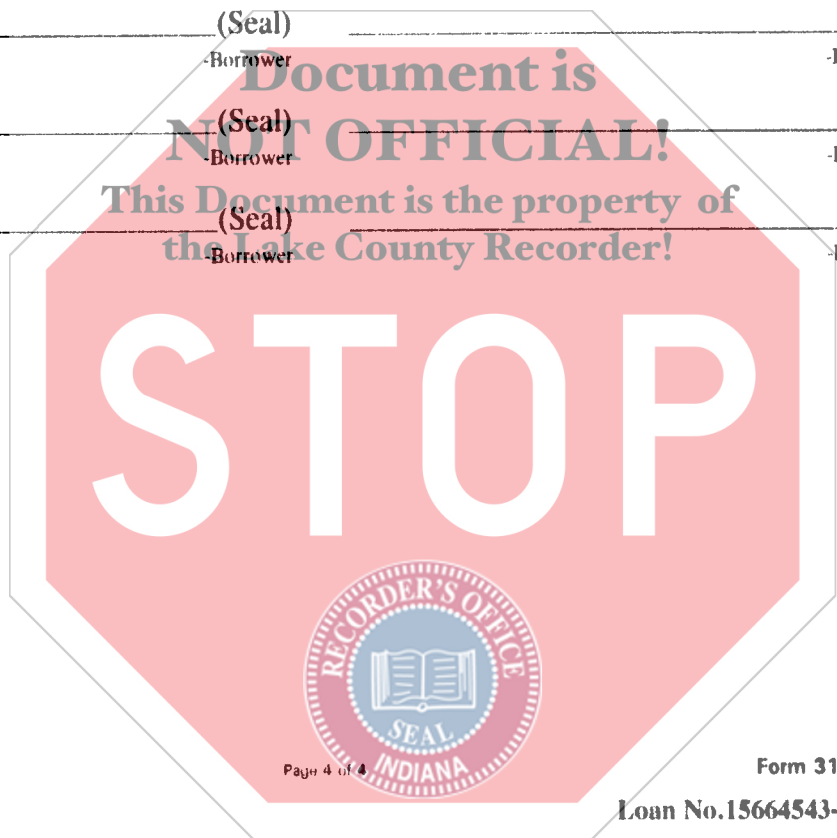 (Seal)
-Borrower
Document is
(Seal)
NOT OFFICIAL!
-Borrower
This Document is the property of
(Seal)
the Lake County Recorder!
-Borrower
STOP
RECORDER'S OFFICE
SEAL
INDIANA
Page 4 of 4
Form 31
Loan No.15664543-